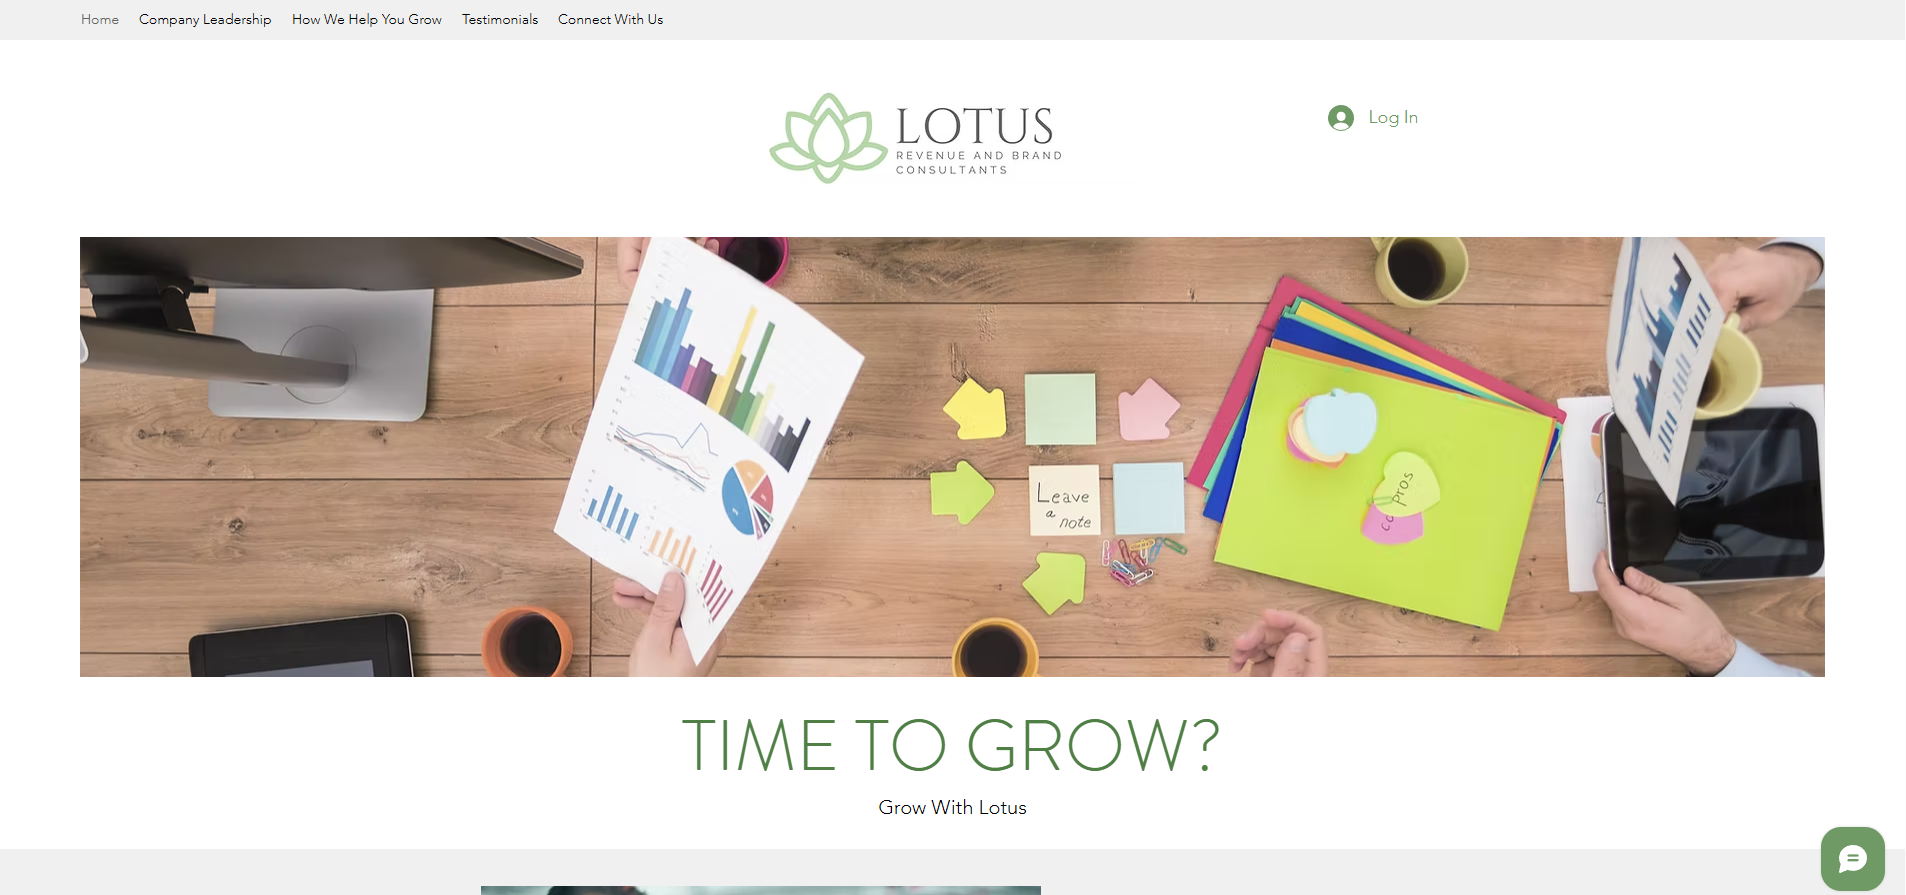 Home Company Leadership How We Help You Grow Testimonials Connect With Us
LOTUS
REVENUE AND BRAND
CONSULTANTS
Log In
Leave
a
note
pros
TIME TO GROW?
Grow With Lotus